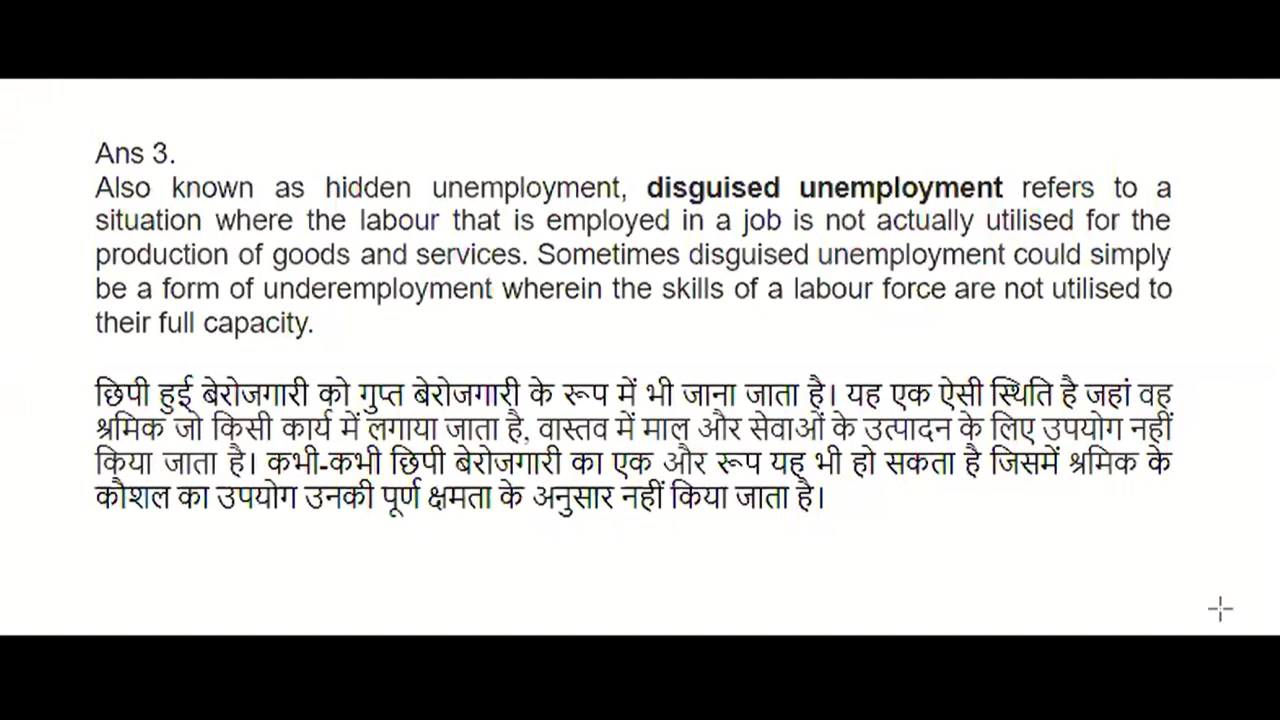 Ans 3.
Also known as hidden unemployment, disguised unemployment refers to a
situation where the labour that is employed in a job is not actually utilised for the
production of goods and services. Sometimes disguised unemployment could simply
be a form of underemployment wherein the skills of a labour force are not utilised to
their full capacity.
छिपी हुई बेरोजगारी को गुप्त बेरोजगारी के रूप में भी जाना जाता है। यह एक ऐसी स्थिति है जहां वह
श्रमिक जो किसी कार्य में लगाया जाता है, वास्तव में माल और सेवाओं के उत्पादन के लिए उपयोग नहीं
किया जाता है। कभी-कभी छिपी बेरोजगारी का एक और रूप यह भी हो सकता है जिसमें श्रमिक के
कौशल का उपयोग उनकी पूर्ण क्षमता के अनुसार नहीं किया जाता है।